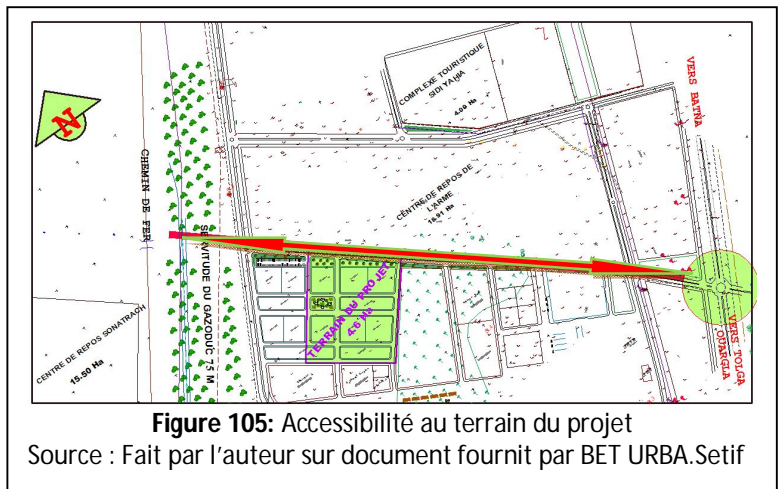 COMPLEXE TOURISTIQUE
SIDI YAHIA
4.00 Ha
VERS BATNA
N
CHEMIN DE FER
CENTRE DE REPOS DE
L'ARME
18.91 Ha
SERVITUDE DU GAZODUC 75 M
TERRAIN DU PROJET
4.6 Ha
CENTRE DE REPOS SONATRACH
15.50 Ha
VERS TOLGA
OUARGLA
Figure 105: Accessibilité au terrain du projet
Source : Fait par l'auteur sur document fournit par BET URBA.Setif